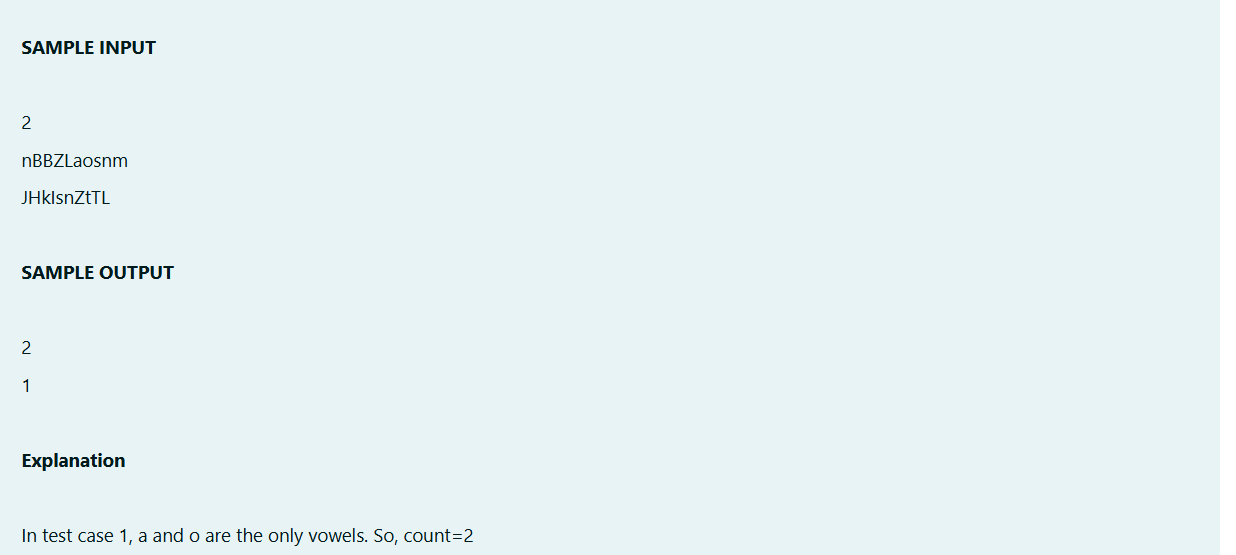 SAMPLE INPUT
2
nBBZLaosnm
JHkIsnZtTL
SAMPLE OUTPUT
2
1
Explanation
In test case 1, a and o are the only vowels. So, count=2